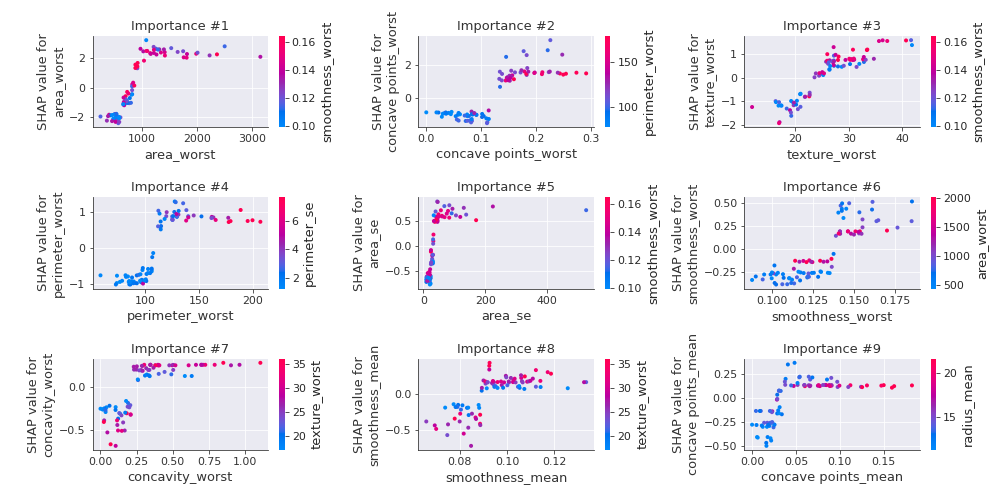 Importance #1
SHAP value for
area_worst
2
0
−2
1000
2000
3000
area_worst
0.16
0.14
0.12
0.10
smoothness_worst
Importance #2
SHAP value for
concave points_worst
2
0
0.0
0.1
0.2
0.3
concave points_worst
150
100
perimeter_worst
Importance #3
SHAP value for
texture_worst
1
0
−1
−2
20
30
40
texture_worst
0.16
0.14
0.12
0.10
smoothness_worst
Importance #4
SHAP value for
perimeter_worst
1
0
−1
100
150
200
perimeter_worst
6
4
2
perimeter_se
Importance #5
SHAP value for
area_se
0.5
0.0
−0.5
0
200
400
area_se
0.16
0.14
0.12
0.10
smoothness_worst
Importance #6
SHAP value for
smoothness_worst
0.50
0.25
0.00
−0.25
0.100
0.125
0.150
0.175
smoothness_worst
2000
1500
1000
500
area_worst
Importance #7
SHAP value for
concavity_worst
0.0
−0.5
0.00
0.25
0.50
0.75
1.00
concavity_worst
35
30
25
20
texture_worst
Importance #8
SHAP value for
smoothness_mean
0.0
−0.5
0.08
0.10
0.12
smoothness_mean
35
30
25
20
texture_worst
Importance #9
SHAP value for
concave points_mean
0.25
0.00
−0.25
−0.50
0.00
0.05
0.10
0.15
concave points_mean
20
15
radius_mean